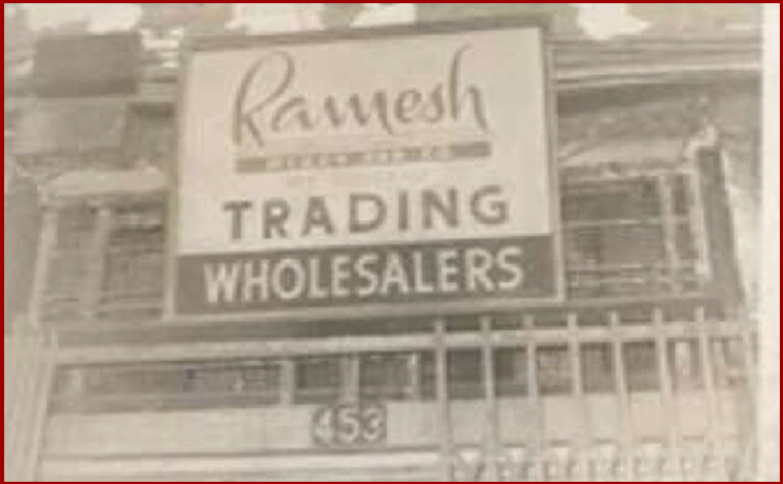 Ramesh
TRADING
WHOLESALERS
453